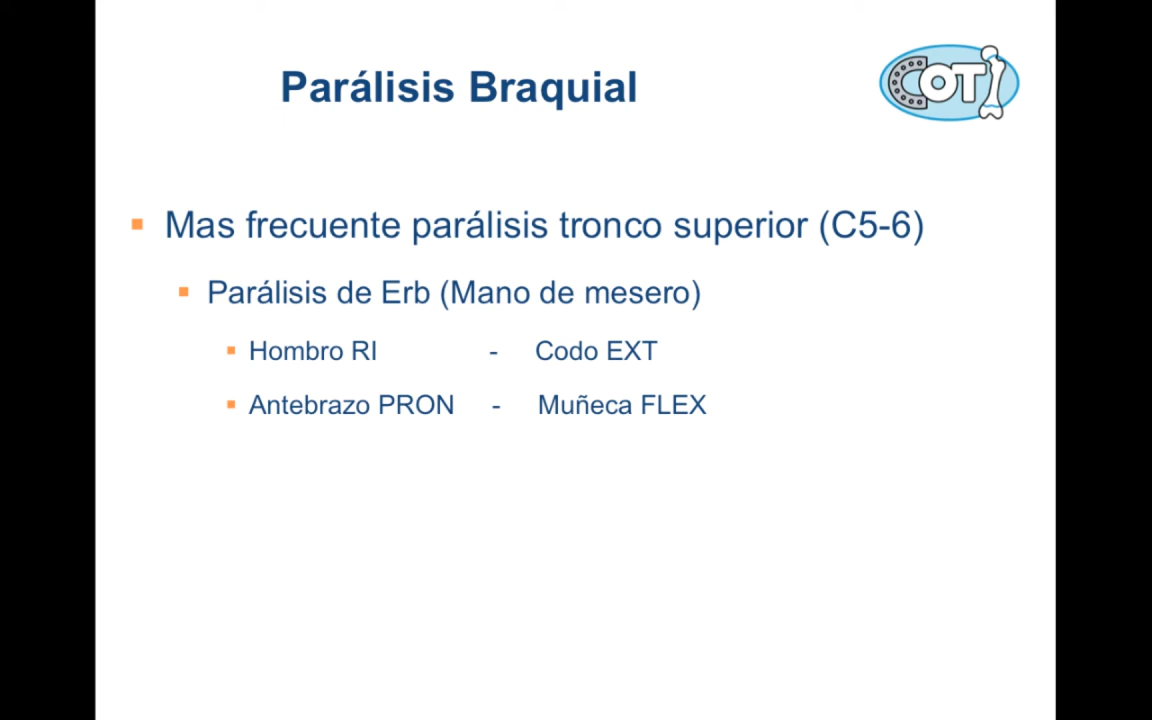 Parálisis Braquial
COTI
Mas frecuente parálisis tronco superior (C5-6)
Parálisis de Erb (Mano de mesero)
Hombro RI - Codo EXT
Antebrazo PRON - Muñeca FLEX